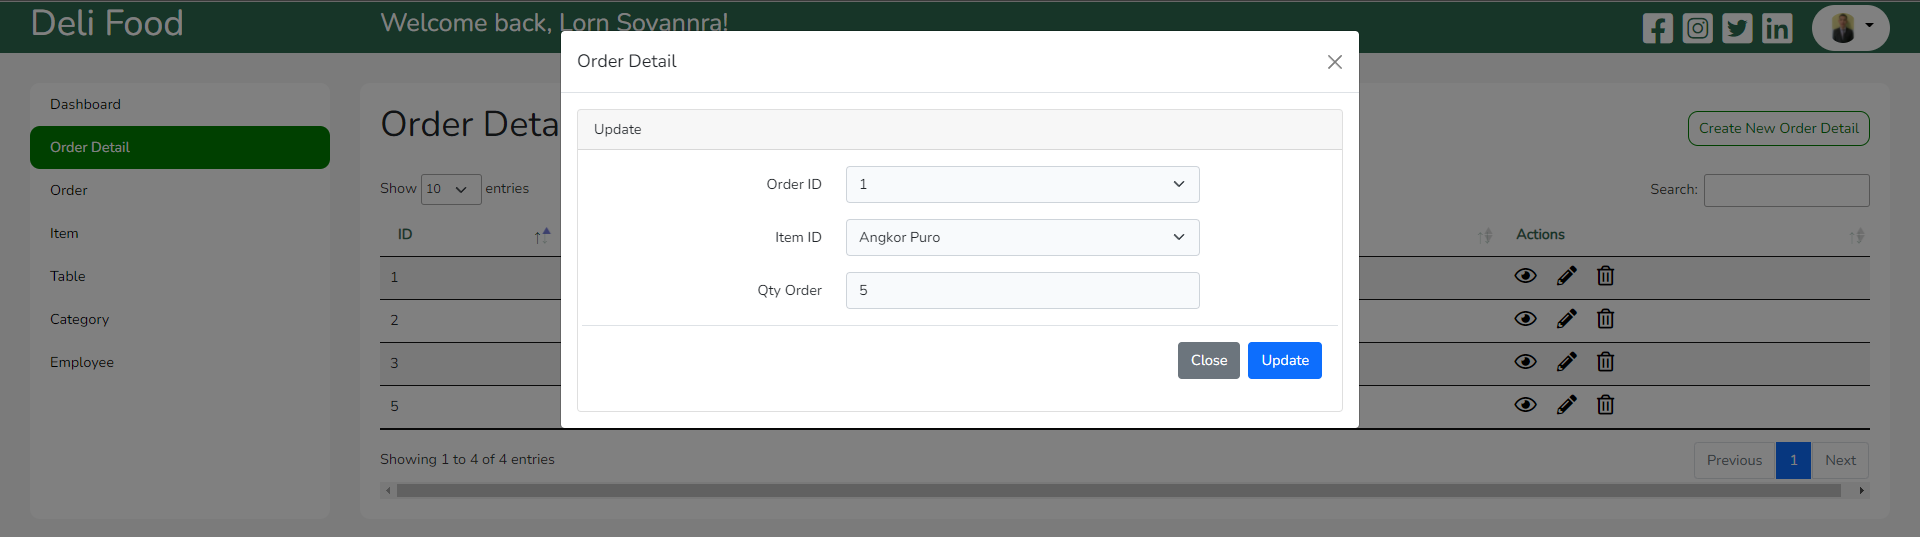 Deli Food
Welcome back, Lorn Sovannra!
Order Detail
Update
Order ID 1
Item ID Angkor Puro
Qty Order 5
Close Update
Dashboard
Order Detail
Order
Item
Table
Category
Employee
Order Deta
Create New Order Detail
Show 10 entries
Search:
ID Actions
1
2
3
5
Showing 1 to 4 of 4 entries
Previous 1 Next